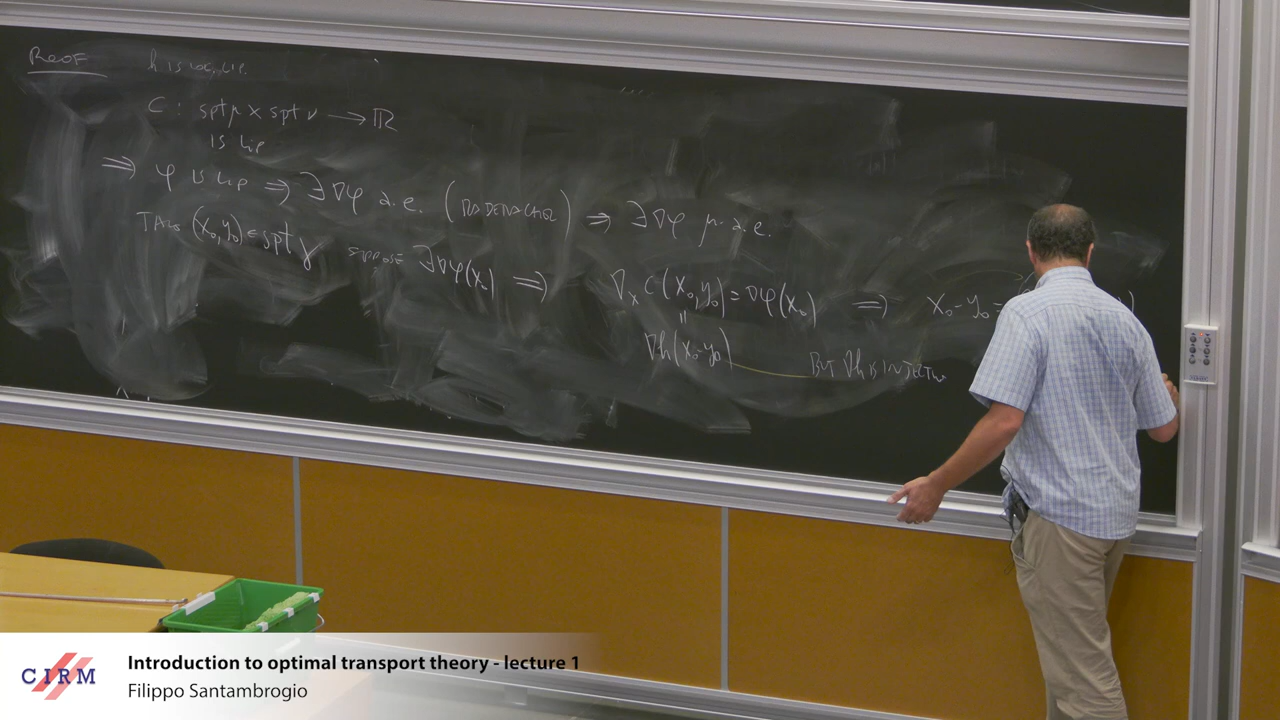 PROOF h is loc. Lip.
C : spt μ × spt ν ⟶ ℝ
is Lip
⟹ φ is Lip ⟹ ∃∇φ a.e. (RADEMACHER) ⟹ ∃∇φ μ-a.e.
TAKE (x₀,y₀) ∈ spt γ SUPPOSE ∃∇φ(x₀) ⟹ ∇ₓ C(x₀,y₀) = ∇φ(x₀) ⟹ x₀ - y₀ =
"
∇h(x₀-y₀) BUT ∇h IS INJECTIVE
CIRM
Introduction to optimal transport theory - lecture 1
Filippo Santambrogio